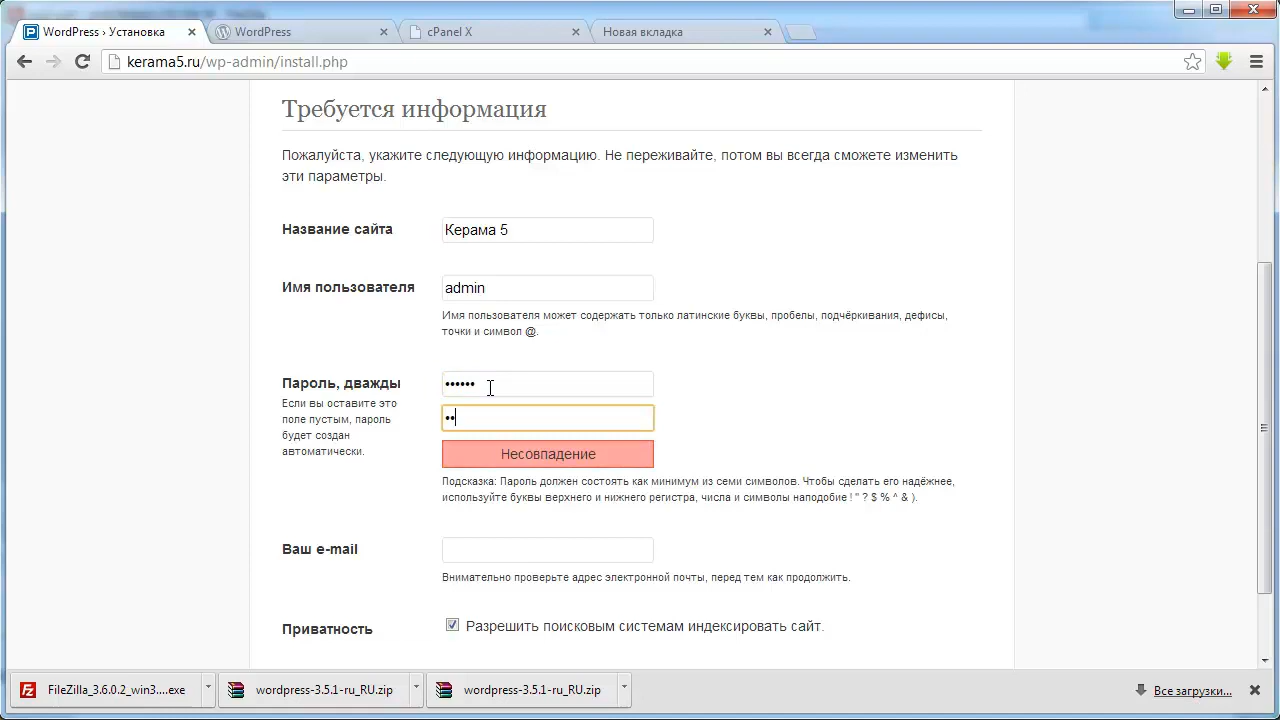 WordPress › Установка
WordPress
cPanel X
Новая вкладка
kerama5.ru/wp-admin/install.php
Требуется информация
Пожалуйста, укажите следующую информацию. Не переживайте, потом вы всегда сможете изменить
эти параметры.
Название сайта
Керама 5
Имя пользователя
admin
Имя пользователя может содержать только латинские буквы, пробелы, подчёркивания, дефисы,
точки и символ @.
Пароль, дважды
••••••
Если вы оставите это
поле пустым, пароль
будет создан
автоматически.
••
Несовпадение
Подсказка: Пароль должен состоять как минимум из семи символов. Чтобы сделать его надёжнее,
используйте буквы верхнего и нижнего регистра, числа и символы наподобие ! " ? $ % ^ & ).
Ваш e-mail
Внимательно проверьте адрес электронной почты, перед тем как продолжить.
Приватность
Разрешить поисковым системам индексировать сайт.
FileZilla_3.6.0.2_win3....exe
wordpress-3.5.1-ru_RU.zip
wordpress-3.5.1-ru_RU.zip
Все загрузки...